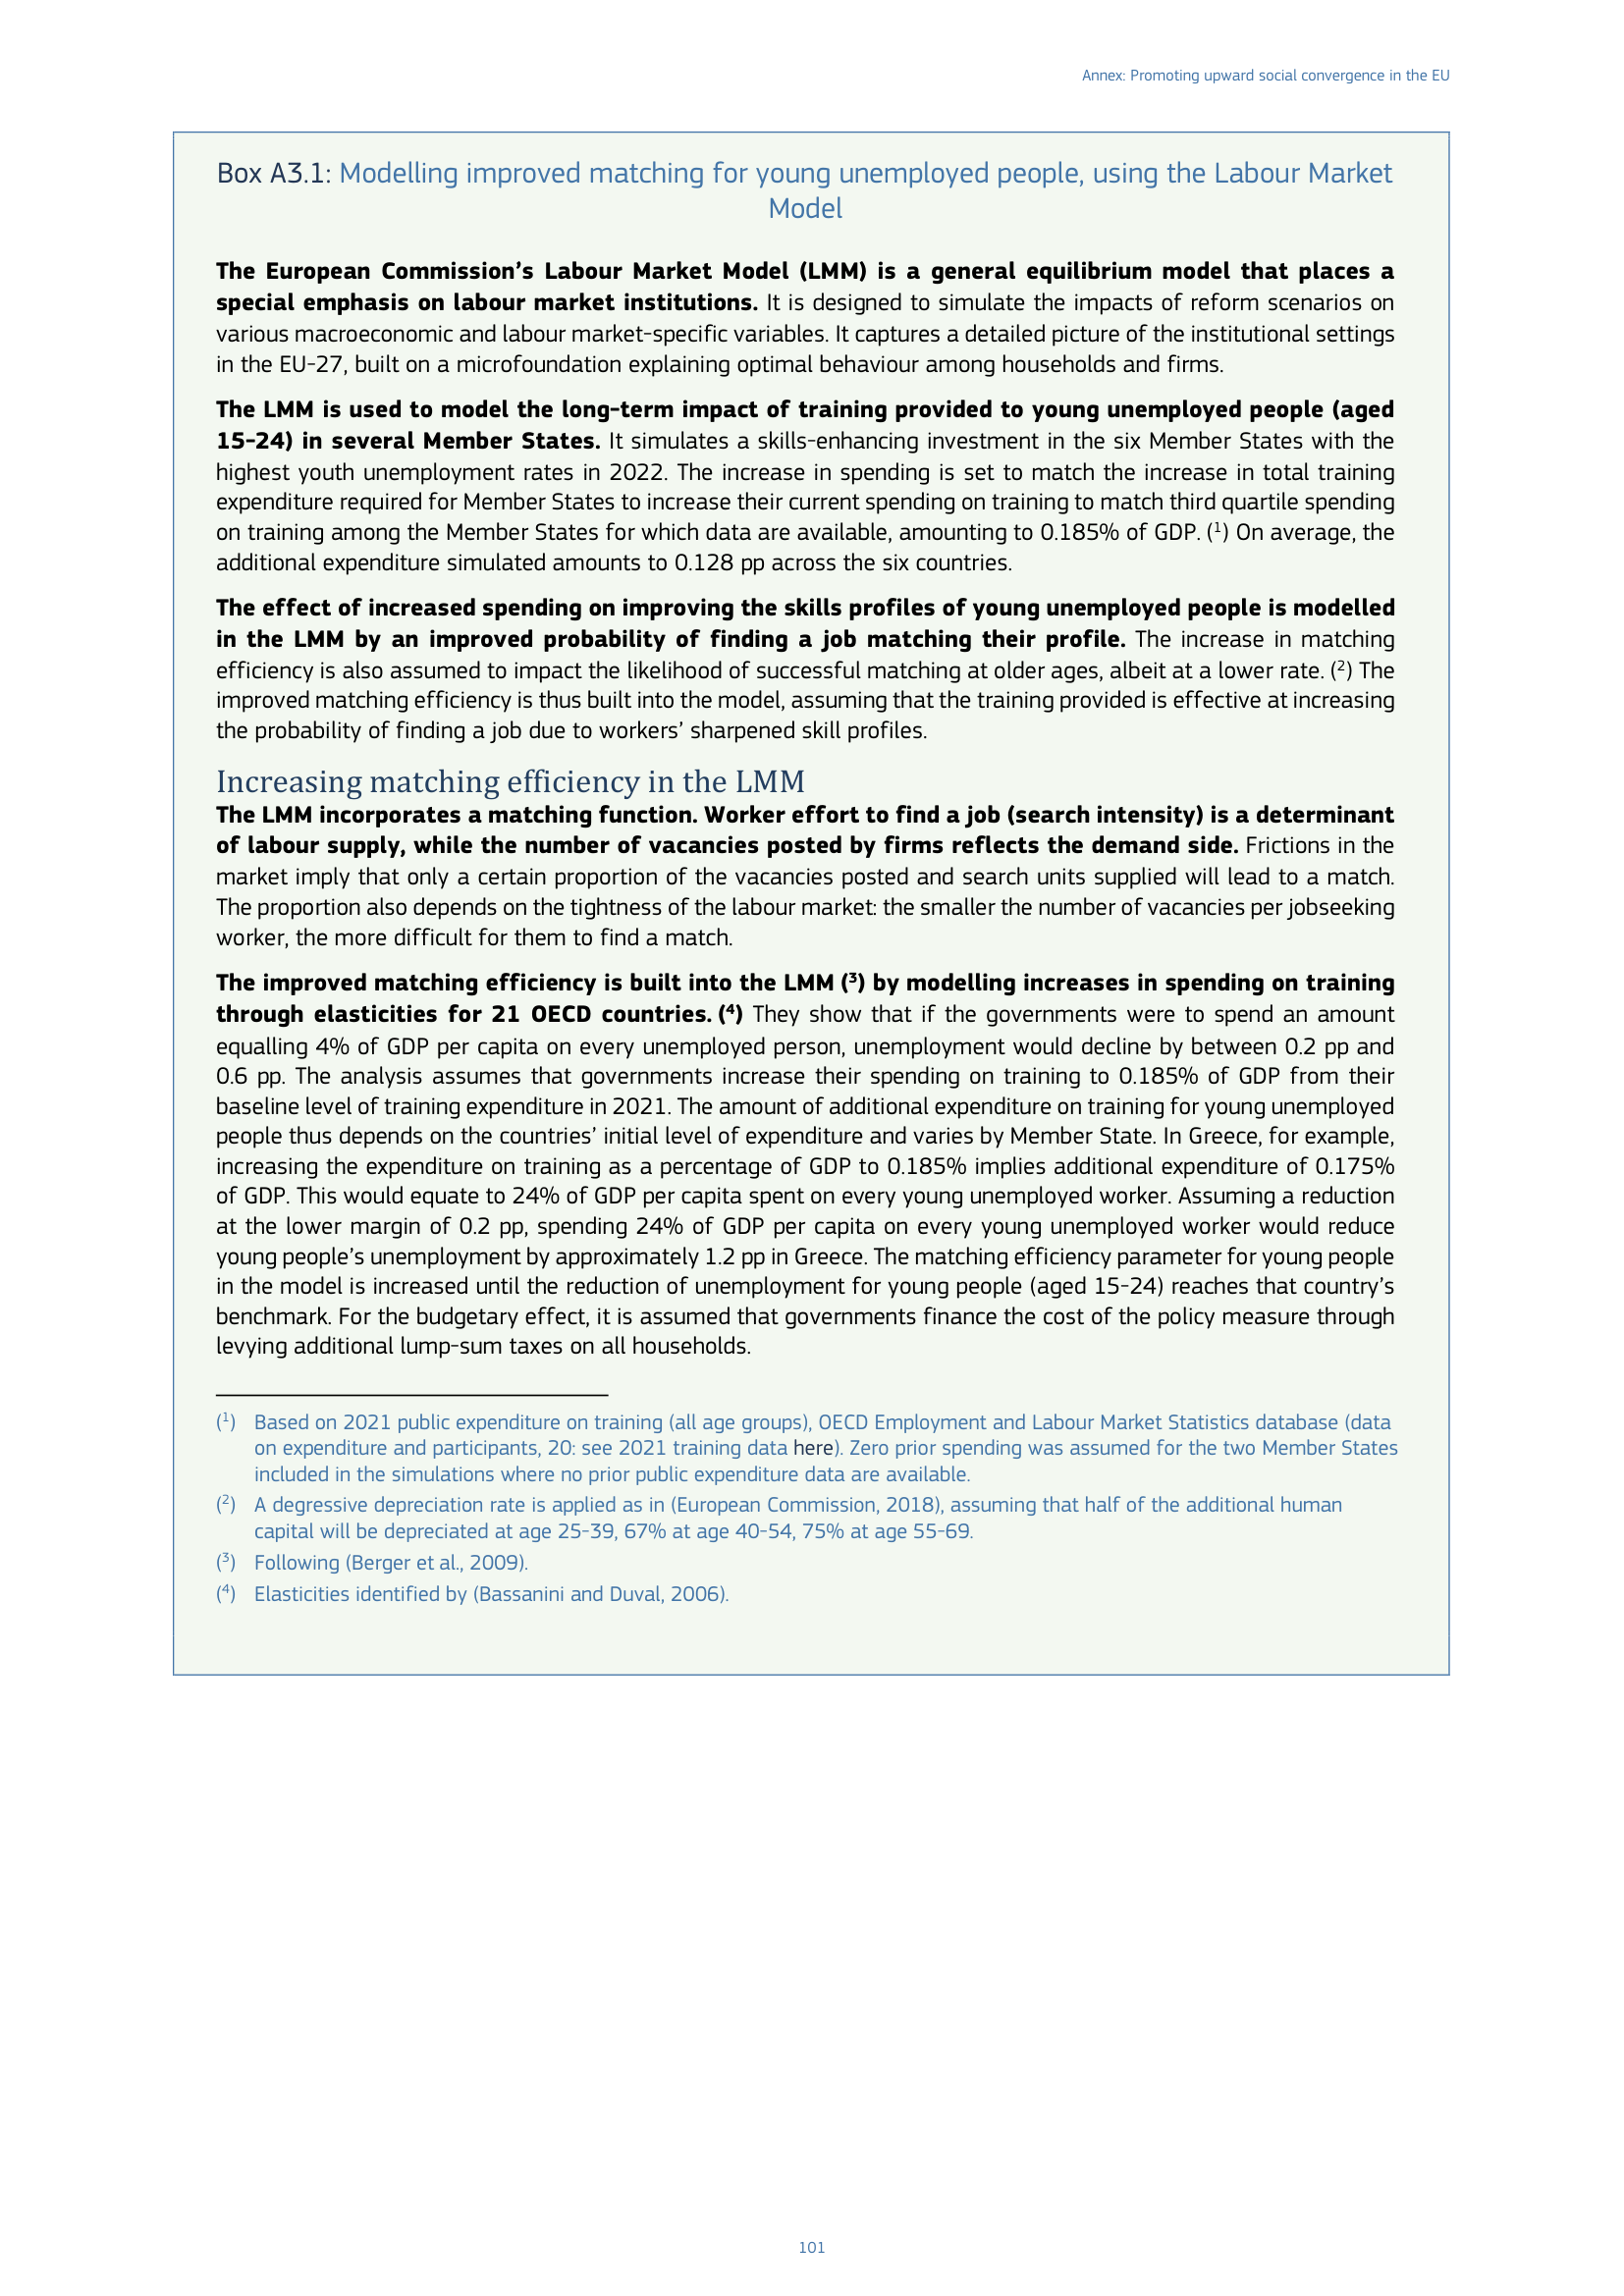 Annex: Promoting upward social convergence in the EU
Box A3.1: Modelling improved matching for young unemployed people, using the Labour Market
Model
The European Commission’s Labour Market Model (LMM) is a general equilibrium model that places a
special emphasis on labour market institutions. It is designed to simulate the impacts of reform scenarios on
various macroeconomic and labour market-specific variables. It captures a detailed picture of the institutional settings
in the EU-27, built on a microfoundation explaining optimal behaviour among households and firms.
The LMM is used to model the long-term impact of training provided to young unemployed people (aged
15-24) in several Member States. It simulates a skills-enhancing investment in the six Member States with the
highest youth unemployment rates in 2022. The increase in spending is set to match the increase in total training
expenditure required for Member States to increase their current spending on training to match third quartile spending
on training among the Member States for which data are available, amounting to 0.185% of GDP. (1) On average, the
additional expenditure simulated amounts to 0.128 pp across the six countries.
The effect of increased spending on improving the skills profiles of young unemployed people is modelled
in the LMM by an improved probability of finding a job matching their profile. The increase in matching
efficiency is also assumed to impact the likelihood of successful matching at older ages, albeit at a lower rate. (2) The
improved matching efficiency is thus built into the model, assuming that the training provided is effective at increasing
the probability of finding a job due to workers’ sharpened skill profiles.
Increasing matching efficiency in the LMM
The LMM incorporates a matching function. Worker effort to find a job (search intensity) is a determinant
of labour supply, while the number of vacancies posted by firms reflects the demand side. Frictions in the
market imply that only a certain proportion of the vacancies posted and search units supplied will lead to a match.
The proportion also depends on the tightness of the labour market: the smaller the number of vacancies per jobseeking
worker, the more difficult for them to find a match.
The improved matching efficiency is built into the LMM (3) by modelling increases in spending on training
through elasticities for 21 OECD countries. (4) They show that if the governments were to spend an amount
equalling 4% of GDP per capita on every unemployed person, unemployment would decline by between 0.2 pp and
0.6 pp. The analysis assumes that governments increase their spending on training to 0.185% of GDP from their
baseline level of training expenditure in 2021. The amount of additional expenditure on training for young unemployed
people thus depends on the countries’ initial level of expenditure and varies by Member State. In Greece, for example,
increasing the expenditure on training as a percentage of GDP to 0.185% implies additional expenditure of 0.175%
of GDP. This would equate to 24% of GDP per capita spent on every young unemployed worker. Assuming a reduction
at the lower margin of 0.2 pp, spending 24% of GDP per capita on every young unemployed worker would reduce
young people’s unemployment by approximately 1.2 pp in Greece. The matching efficiency parameter for young people
in the model is increased until the reduction of unemployment for young people (aged 15-24) reaches that country’s
benchmark. For the budgetary effect, it is assumed that governments finance the cost of the policy measure through
levying additional lump-sum taxes on all households.
(1) Based on 2021 public expenditure on training (all age groups), OECD Employment and Labour Market Statistics database (data
on expenditure and participants, 20: see 2021 training data here). Zero prior spending was assumed for the two Member States
included in the simulations where no prior public expenditure data are available.
(2) A degressive depreciation rate is applied as in (European Commission, 2018), assuming that half of the additional human
capital will be depreciated at age 25-39, 67% at age 40-54, 75% at age 55-69.
(3) Following (Berger et al., 2009).
(4) Elasticities identified by (Bassanini and Duval, 2006).
101